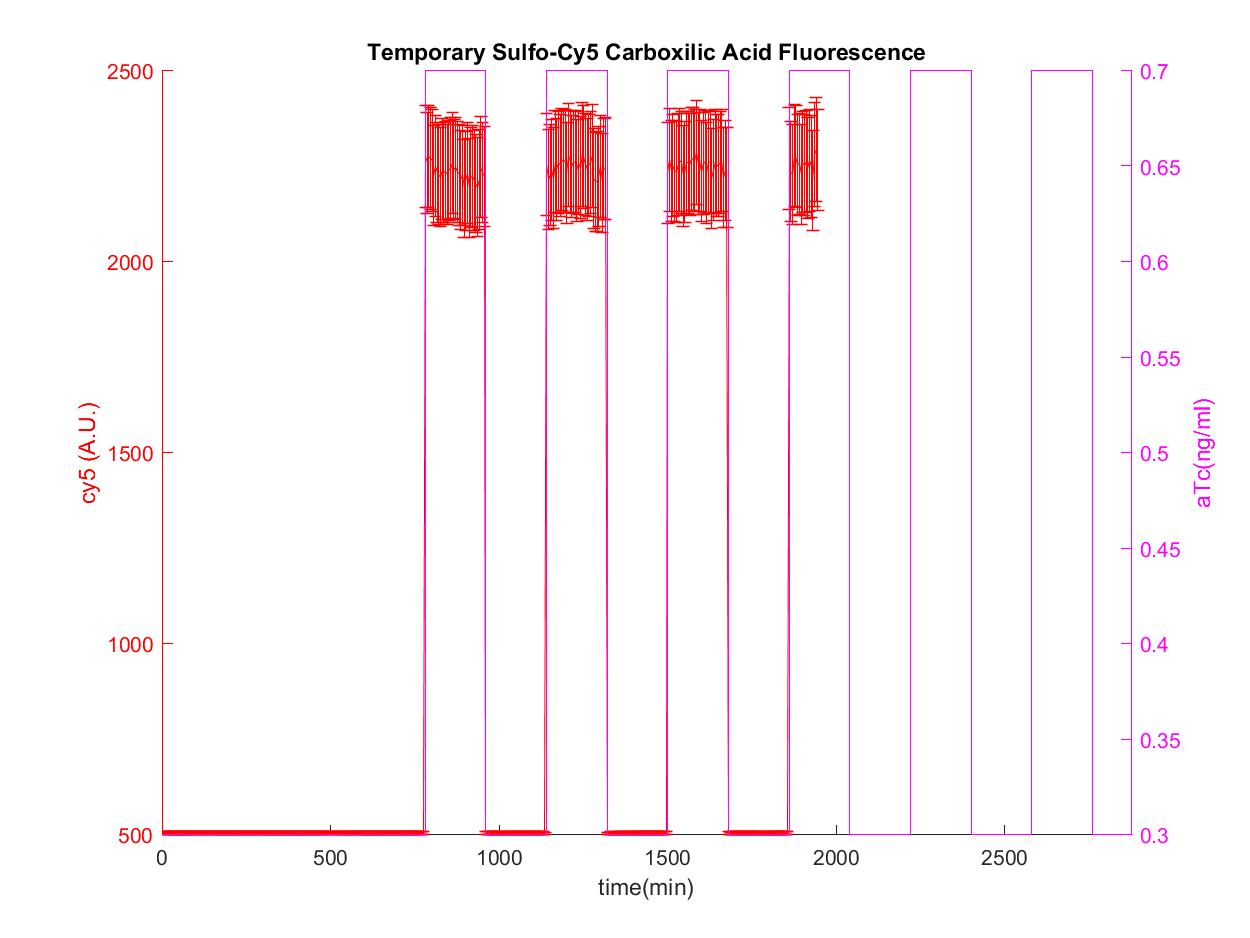 Temporary Sulfo-Cy5 Carboxilic Acid Fluorescence
2500
2000
1500
1000
500
cy5 (A.U.)
0.7
0.65
0.6
0.55
0.5
0.45
0.4
0.35
0.3
aTc(ng/ml)
0 500 1000 1500 2000 2500
time(min)